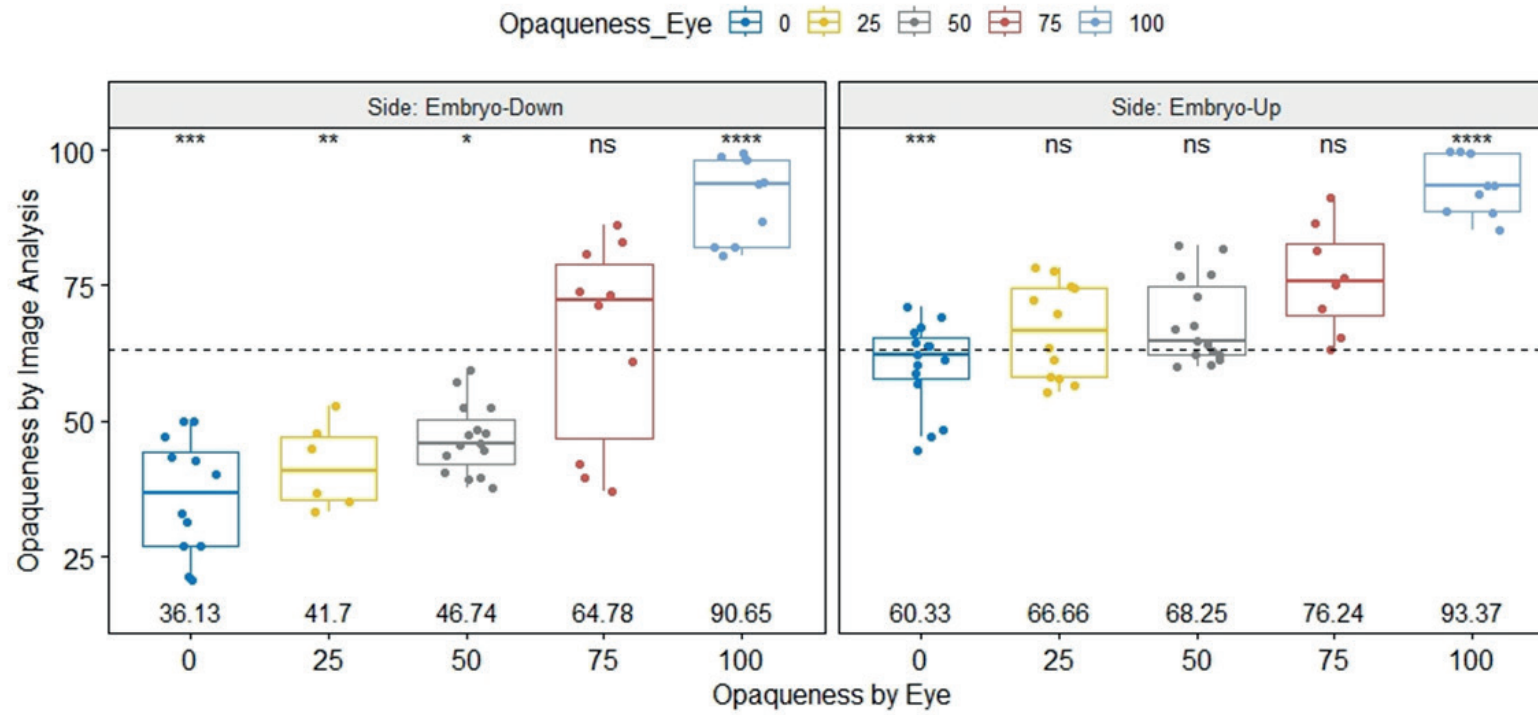 Opaqueness_Eye 0 25 50 75 100
Side: Embryo-Down
Side: Embryo-Up
*** ** * ns ****
*** ns ns ns ****
Opaqueness by Image Analysis
100
75
50
25
36.13 41.7 46.74 64.78 90.65
60.33 66.66 68.25 76.24 93.37
0 25 50 75 100
0 25 50 75 100
Opaqueness by Eye